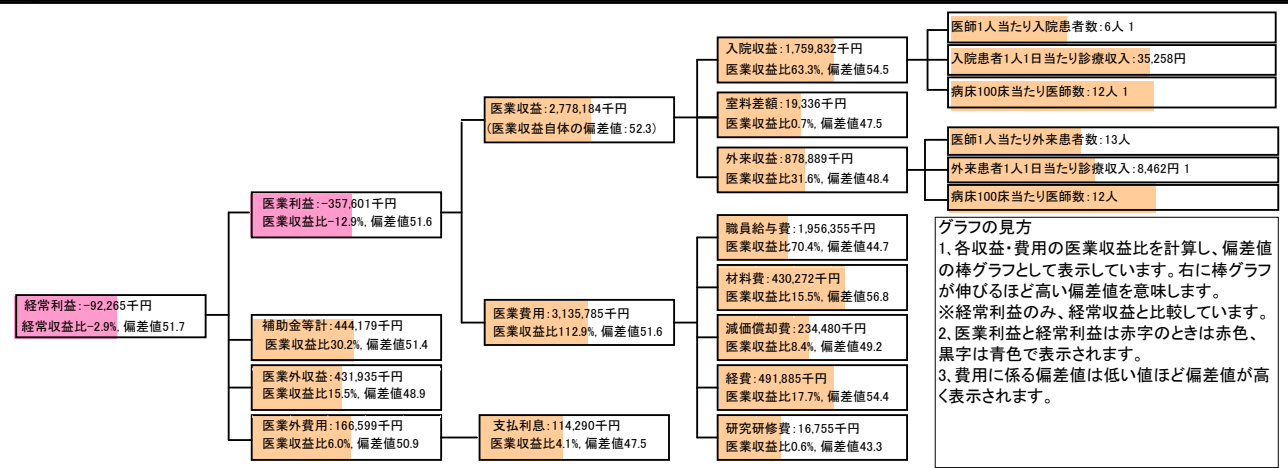 経常利益:-92,265千円
経常収支比-2.9%, 偏差値51.7
医業利益:-357,601千円
医業収益比-12.9%, 偏差値51.6
補助金等計:444,179千円
医業収益比30.2%, 偏差値51.4
医業外収益:431,935千円
医業収益比15.5%, 偏差値48.9
医業外費用:166,599千円
医業収益比6.0%, 偏差値50.9
支払利息:114,290千円
医業収益比4.1%, 偏差値47.5
医業収益:2,778,184千円
(医業収益自体の偏差値:52.3)
医業費用:3,135,785千円
医業収益比112.9%, 偏差値51.6
入院収益:1,759,832千円
医業収益比63.3%, 偏差値54.5
室料差額:19,336千円
医業収益比0.7%, 偏差値47.5
外来収益:878,889千円
医業収益比31.6%, 偏差値48.4
職員給与費:1,956,355千円
医業収益比70.4%, 偏差値44.7
材料費:430,272千円
医業収益比15.5%, 偏差値56.8
減価償却費:234,480千円
医業収益比8.4%, 偏差値49.2
経費:491,885千円
医業収益比17.7%, 偏差値54.4
研究研修費:16,755千円
医業収益比0.6%, 偏差値43.3
医師1人当たり入院患者数:6人 1
入院患者1人1日当たり診療収入:35,258円
病床100床当たり医師数:12人 1
医師1人当たり外来患者数:13人
外来患者1人1日当たり診療収入:8,462円 1
病床100床当たり医師数:12人
グラフの見方
1、各収益・費用の医業収益比を計算し、偏差値
の棒グラフとして表示しています。右に棒グラフ
が伸びるほど高い偏差値を意味します。
※経常利益のみ、経常収益と比較しています。
2、医業利益と経常利益は赤字のときは赤色、
黒字は青色で表示されます。
3、費用に係る偏差値は低い値ほど偏差値が高
く表示されます。